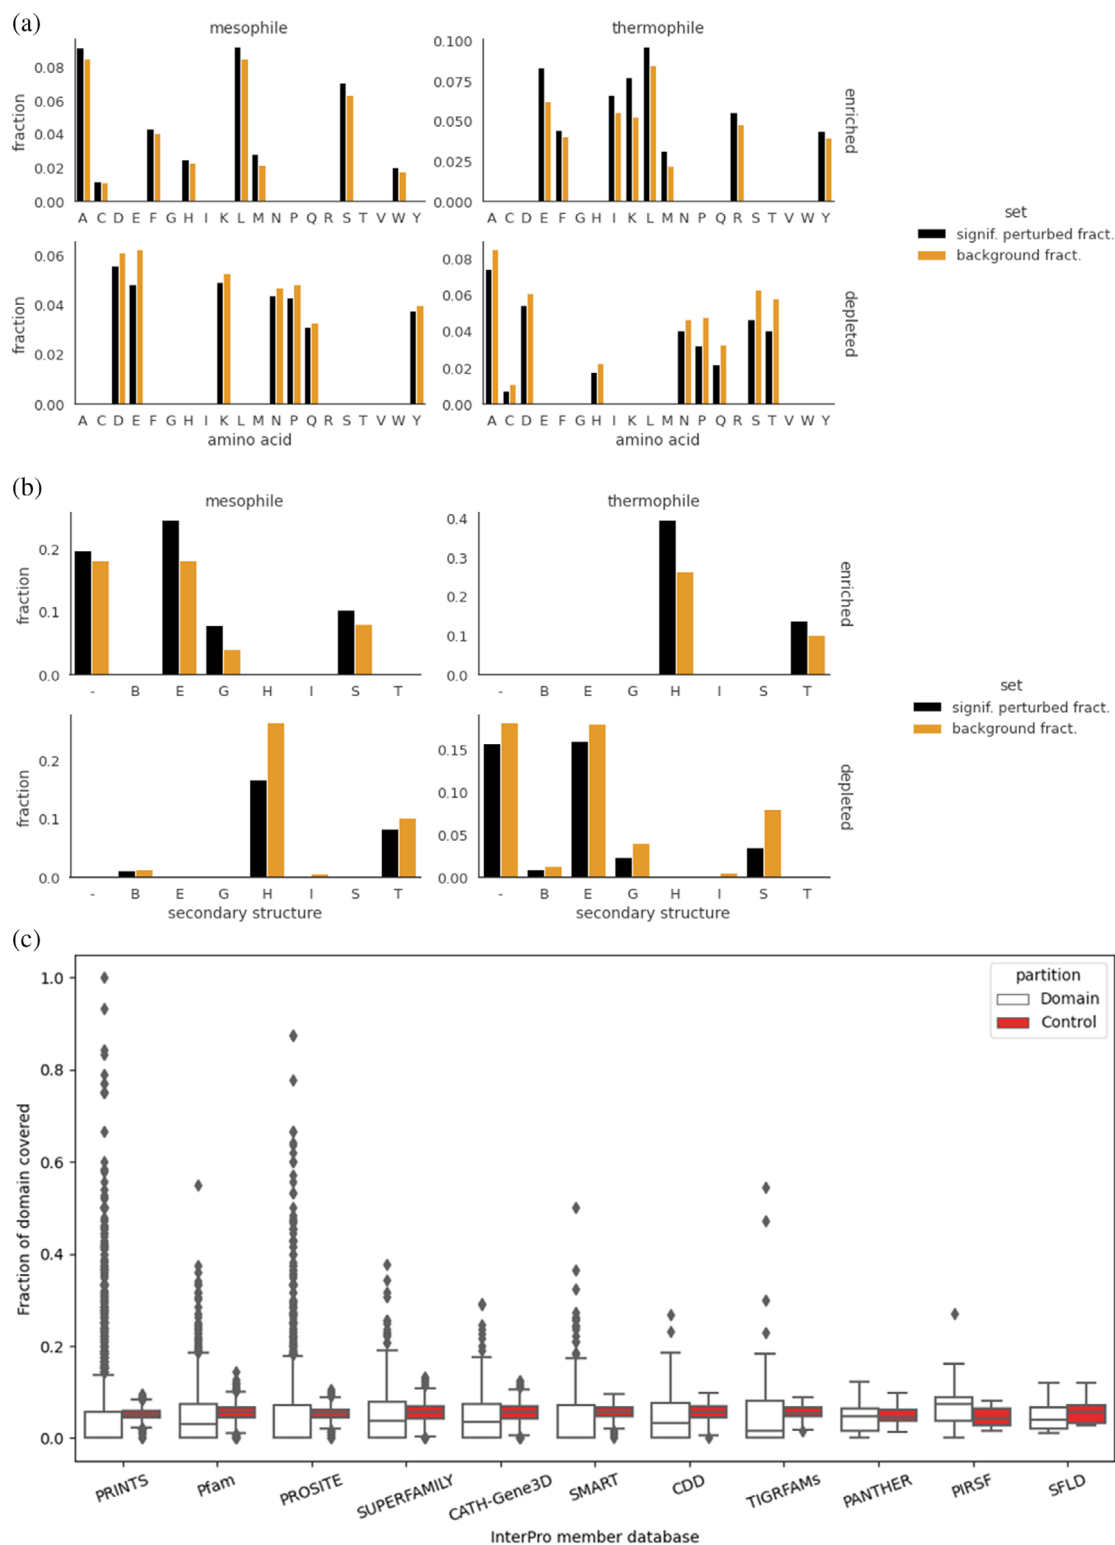 (a)
mesophile
thermophile
fraction
0.08
0.06
0.04
0.02
0.00
A C D E F G H I K L M N P Q R S T V W Y
0.100
0.075
0.050
0.025
0.000
A C D E F G H I K L M N P Q R S T V W Y
enriched
fraction
0.06
0.04
0.02
0.00
A C D E F G H I K L M N P Q R S T V W Y
amino acid
0.08
0.06
0.04
0.02
0.00
A C D E F G H I K L M N P Q R S T V W Y
amino acid
depleted
set
signif. perturbed fract.
background fract.
(b)
mesophile
thermophile
fraction
0.2
0.1
0.0
- B E G H I S T
0.4
0.3
0.2
0.1
0.0
- B E G H I S T
enriched
fraction
0.2
0.1
0.0
- B E G H I S T
secondary structure
0.15
0.10
0.05
0.00
- B E G H I S T
secondary structure
depleted
set
signif. perturbed fract.
background fract.
(c)
Fraction of domain covered
1.0
0.8
0.6
0.4
0.2
0.0
partition
Domain
Control
PRINTS
Pfam
PROSITE
SUPERFAMILY
CATH-Gene3D
SMART
CDD
TIGRFAMs
PANTHER
PIRSF
SFLD
InterPro member database